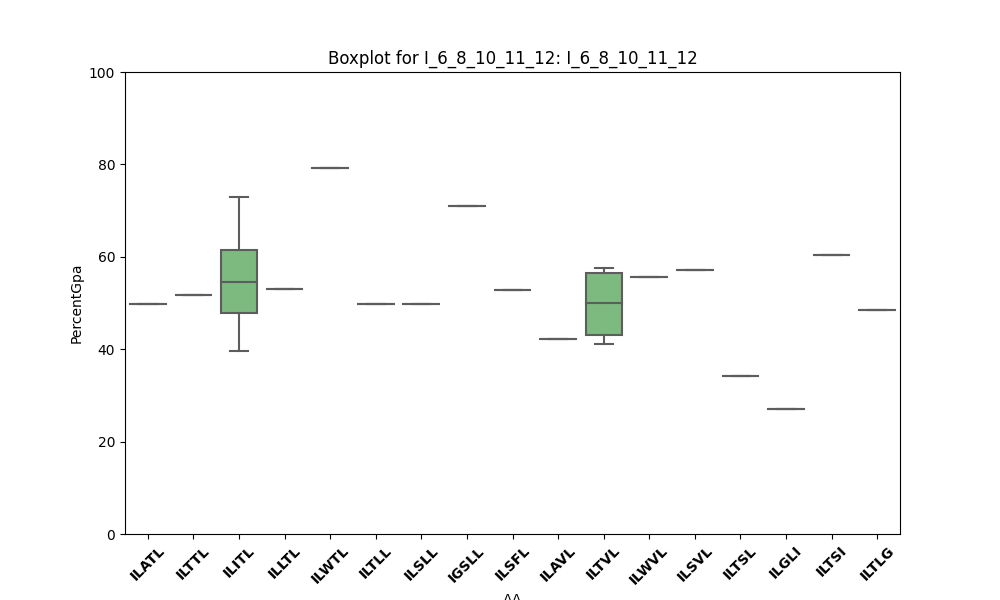 Boxplot for I_6_8_10_11_12: I_6_8_10_11_12
100
80
60
40
20
0
PercentGpa
ILATL
ILTTL
ILITL
ILLTL
ILWTL
ILTLL
ILSLL
IGSLL
ILSFL
ILAVL
ILTVL
ILWVL
ILSVL
ILTSL
ILGLI
ILTSI
ILTLG